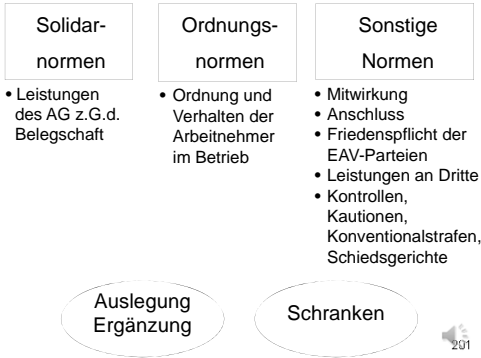 Solidar-
normen
• Leistungen
des AG z.G.d.
Belegschaft
Ordnungs-
normen
• Ordnung und
Verhalten der
Arbeitnehmer
im Betrieb
Sonstige
Normen
• Mitwirkung
• Anschluss
• Friedenspflicht der
EAV-Parteien
• Leistungen an Dritte
• Kontrollen,
Kautionen,
Konventionalstrafen,
Schiedsgerichte
Auslegung
Ergänzung
Schranken
201